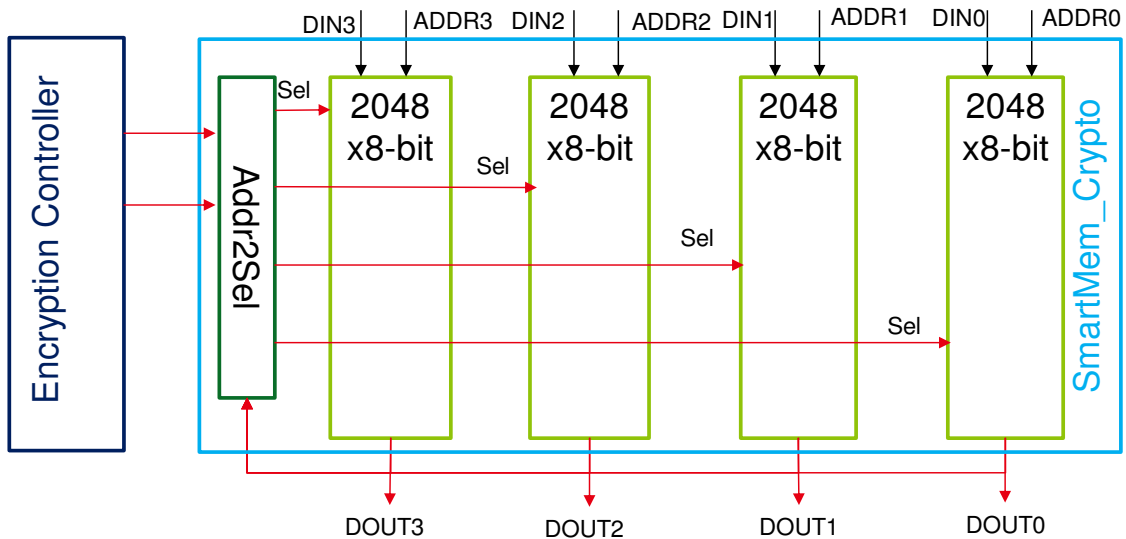 DIN3
ADDR3
DIN2
ADDR2
DIN1
ADDR1
DIN0
ADDR0
Encryption Controller
Addr2Sel
Sel
2048
x8-bit
Sel
2048
x8-bit
Sel
2048
x8-bit
Sel
2048
x8-bit
SmartMem_Crypto
DOUT3
DOUT2
DOUT1
DOUT0